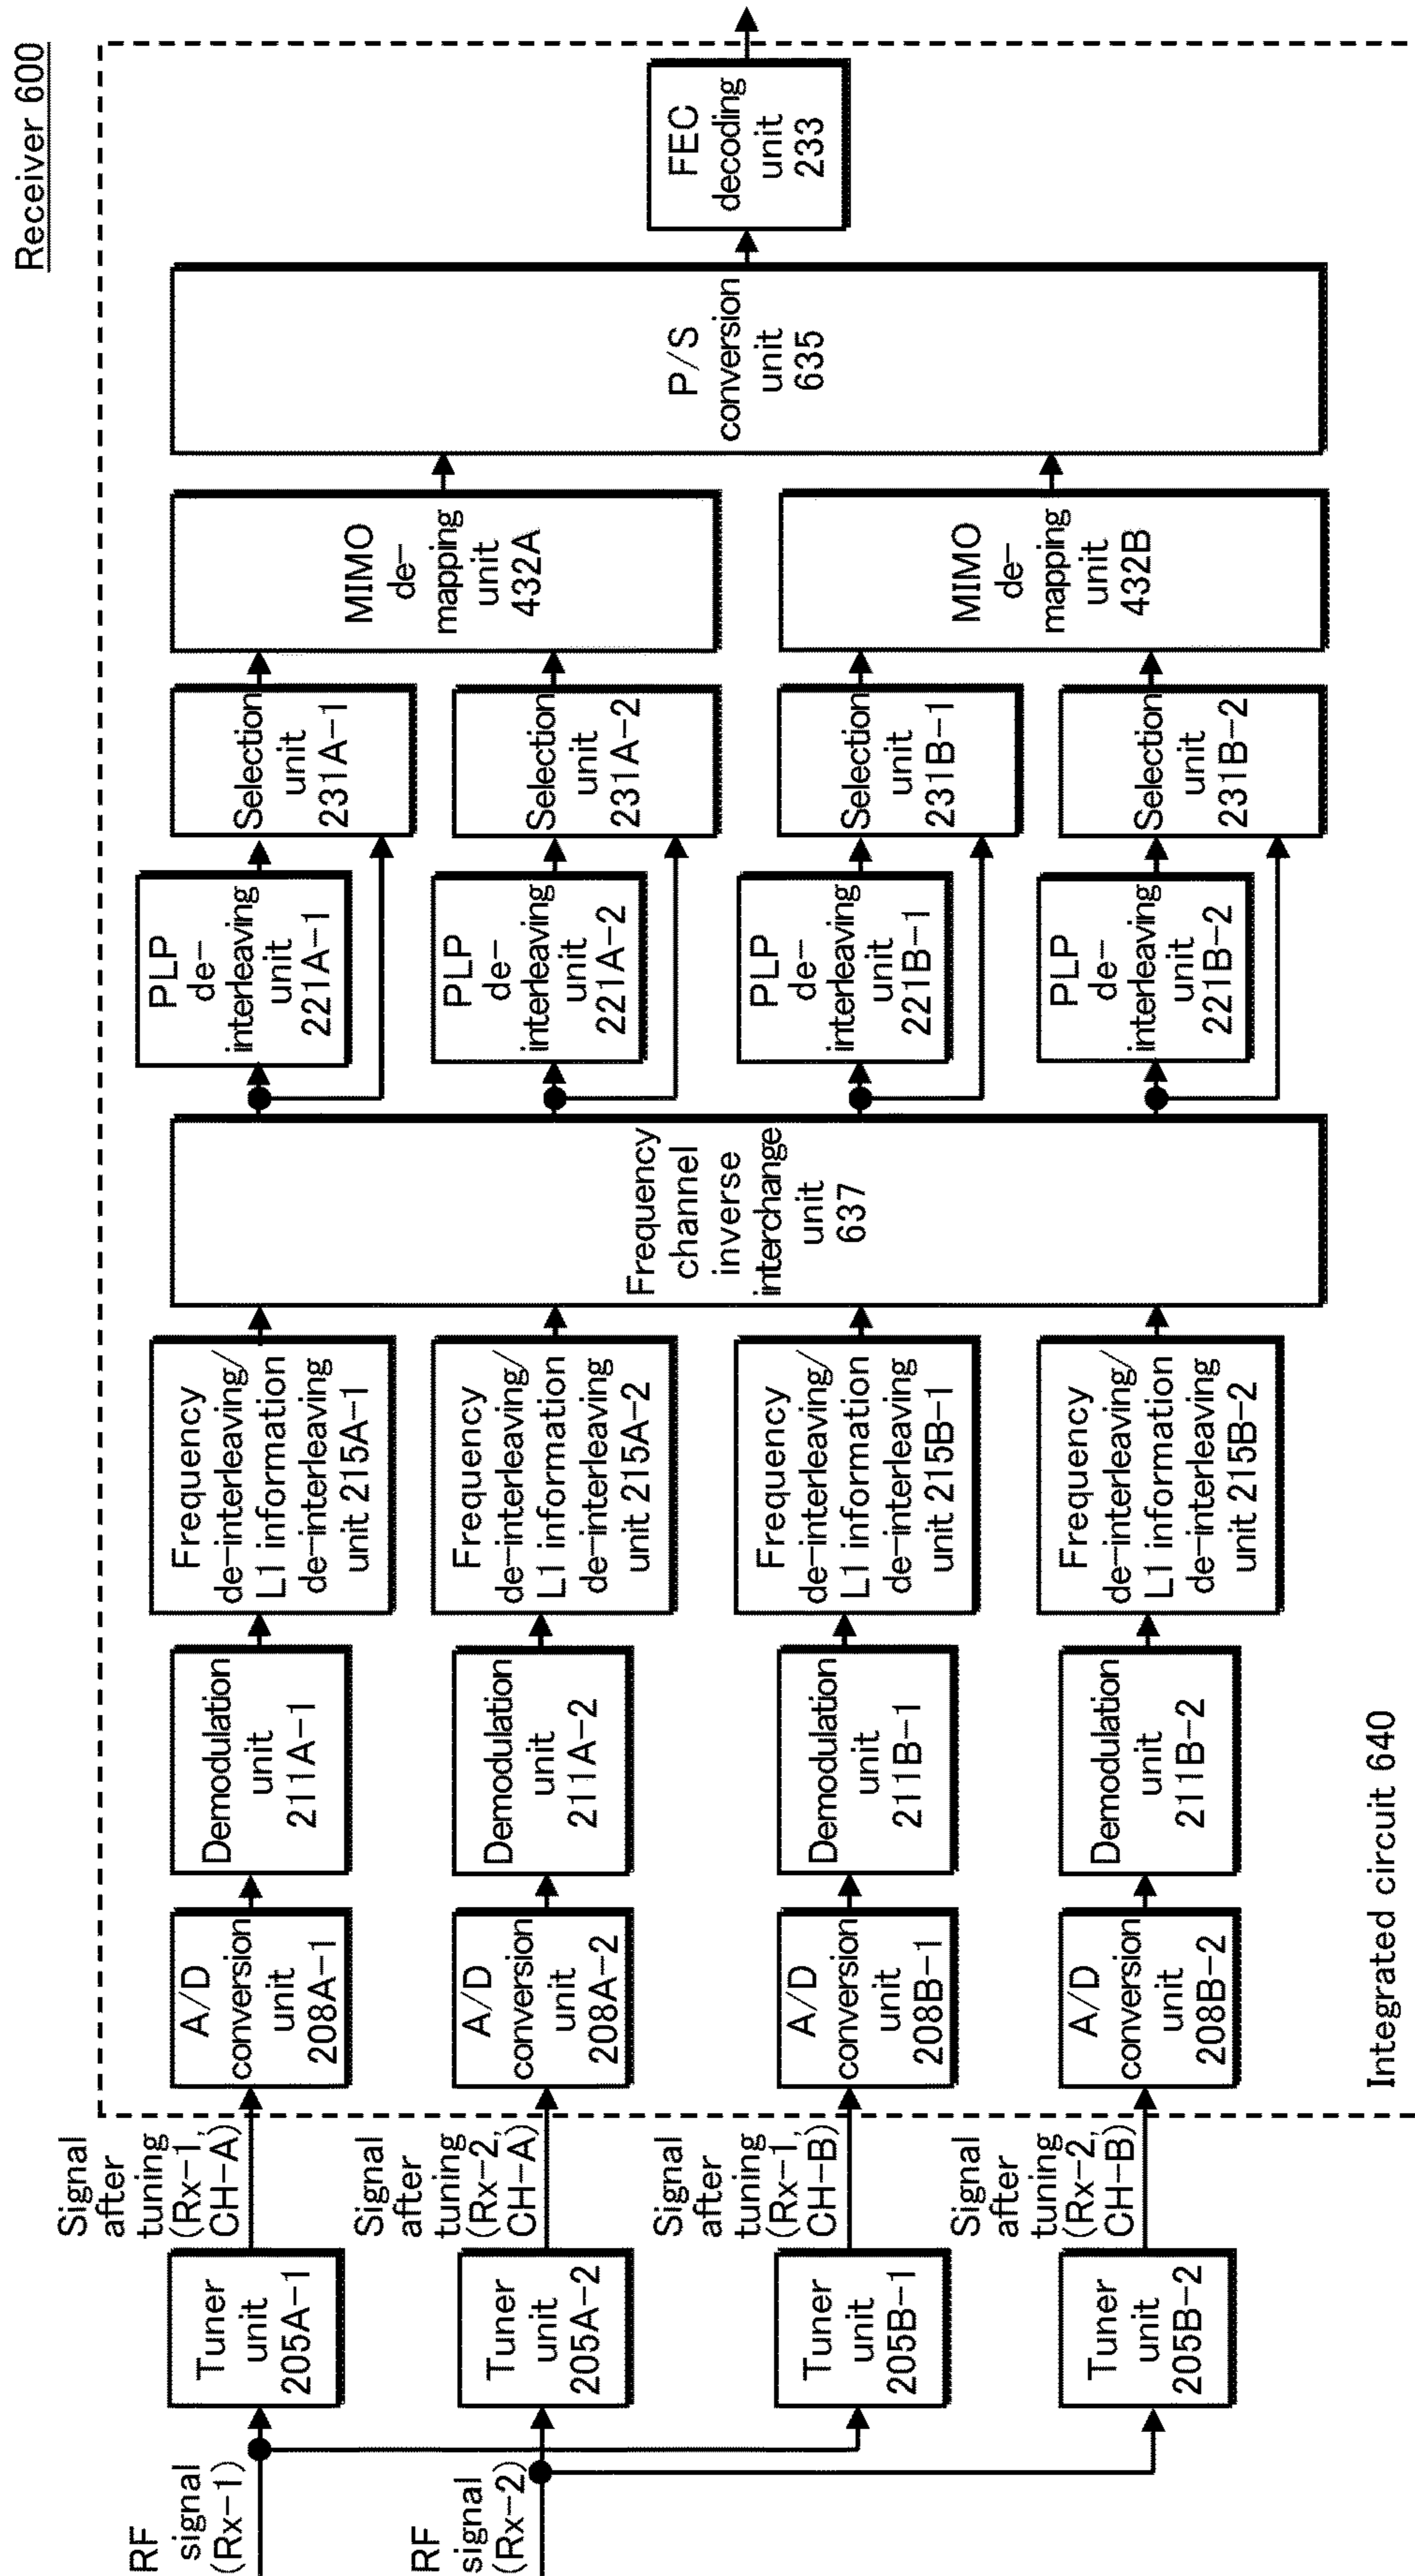 Receiver 600
RF
signal
(Rx-1)
RF
signal
(Rx-2)
Tuner
unit
205A-1
Tuner
unit
205A-2
Tuner
unit
205B-1
Tuner
unit
205B-2
Signal
after
tuning
(Rx-1,
CH-A)
Signal
after
tuning
(Rx-2,
CH-A)
Signal
after
tuning
(Rx-1,
CH-B)
Signal
after
tuning
(Rx-2,
CH-B)
A/D
conversion
unit
208A-1
A/D
conversion
unit
208A-2
A/D
conversion
unit
208B-1
A/D
conversion
unit
208B-2
Demodulation
unit
211A-1
Demodulation
unit
211A-2
Demodulation
unit
211B-1
Demodulation
unit
211B-2
Frequency
de-interleaving/
L1 information
de-interleaving
unit 215A-1
Frequency
de-interleaving/
L1 information
de-interleaving
unit 215A-2
Frequency
de-interleaving/
L1 information
de-interleaving
unit 215B-1
Frequency
de-interleaving/
L1 information
de-interleaving
unit 215B-2
Frequency
channel
inverse
interchange
unit
637
PLP
de-
interleaving
unit
221A-1
PLP
de-
interleaving
unit
221A-2
PLP
de-
interleaving
unit
221B-1
PLP
de-
interleaving
unit
221B-2
Selection
unit
231A-1
Selection
unit
231A-2
Selection
unit
231B-1
Selection
unit
231B-2
MIMO
de-
mapping
unit
432A
MIMO
de-
mapping
unit
432B
P/S
conversion
unit
635
FEC
decoding
unit
233
Integrated circuit 640